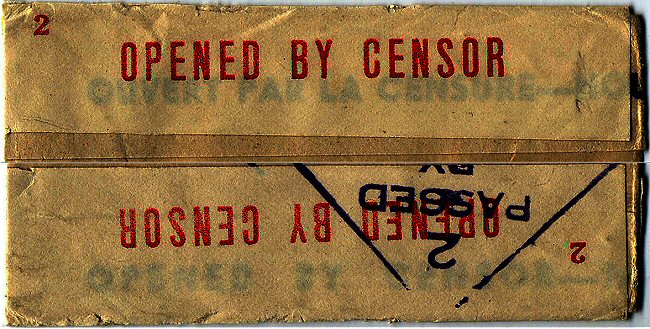 2
OPENED BY CENSOR
OUVERT PAR LA CENSURE—
PASSED
BY
2
OPENED BY CENSOR
2
OPENED BY CENSOR—